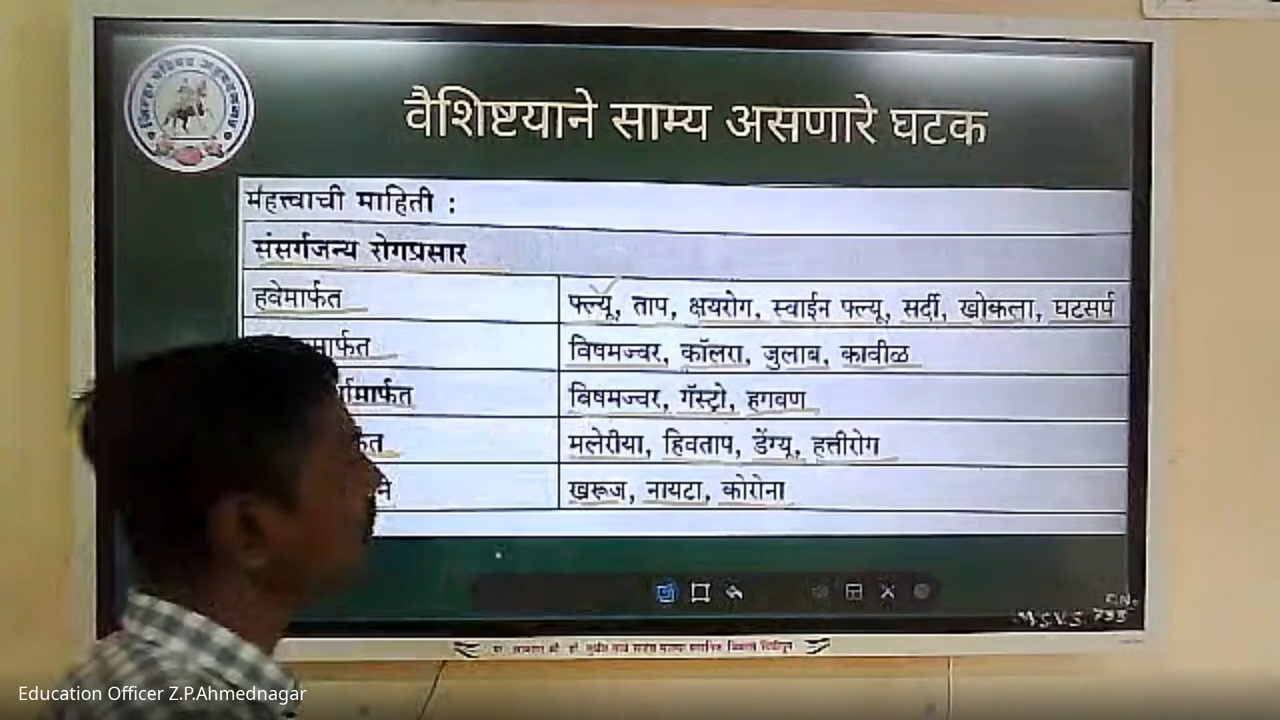 वैशिष्टयाने साम्य असणारे घटक
महत्त्वाची माहिती :
संसर्गजन्य रोगप्रसार
हवेमार्फत
फ्ल्यू, ताप, क्षयरोग, स्वाईन फ्ल्यू, सर्दी, खोकला, घटसर्प
मार्फत
विषमज्वर, कॉलरा, जुलाब, कावीळ
मार्फत
विषमज्वर, गॅस्ट्रो, हगवण
मलेरीया, हिवताप, डेंग्यू, हत्तीरोग
खरूज, नायटा, कोरोना
Education Officer Z.P.Ahmednagar